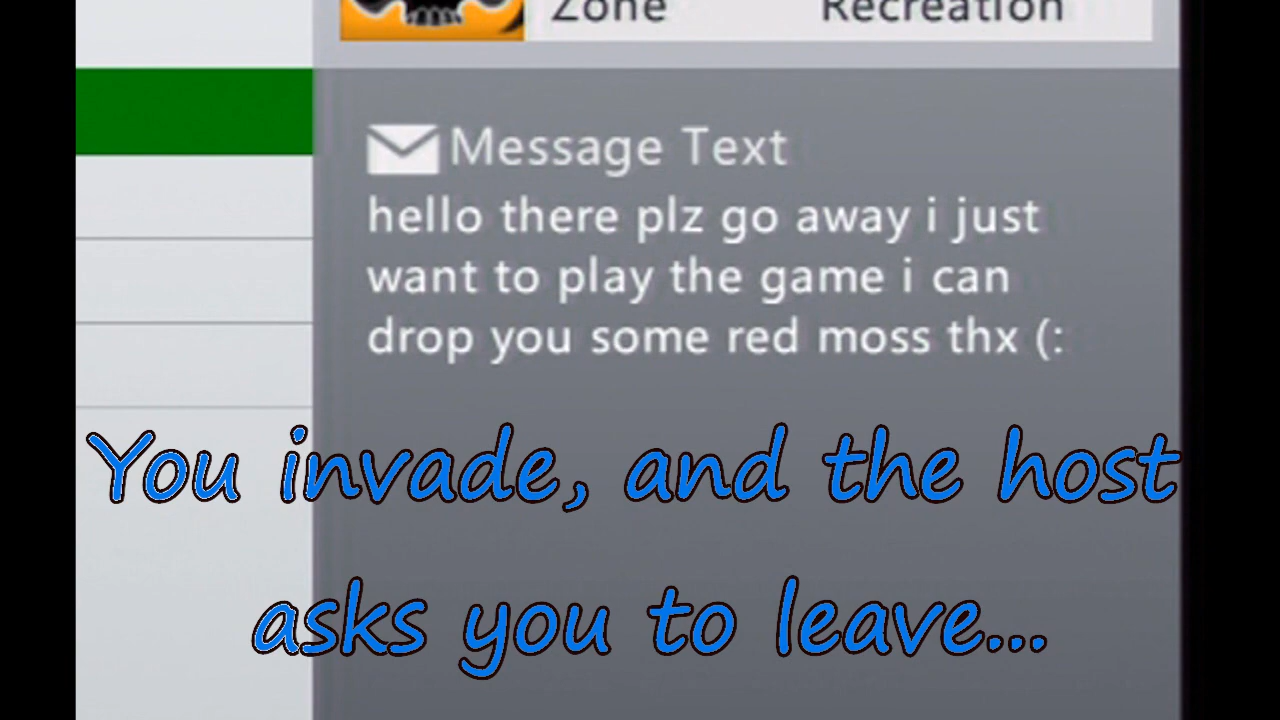 Zone Recreation
Message Text
hello there plz go away i just
want to play the game i can
drop you some red moss thx (:
You invade, and the host
asks you to leave...